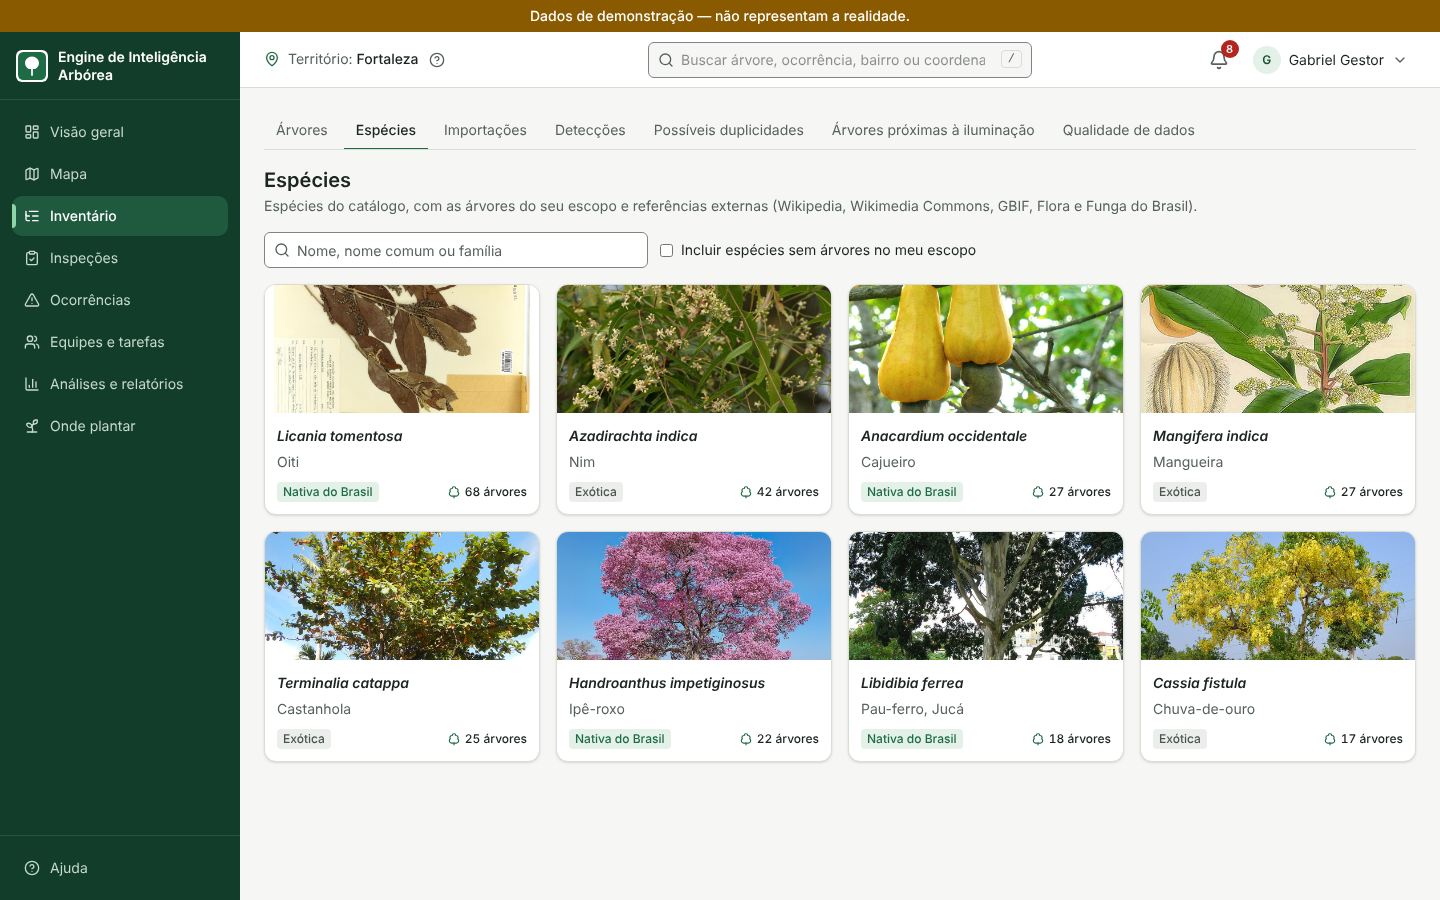 Dados de demonstração — não representam a realidade.
Engine de Inteligência
Arbórea
Território: Fortaleza
Buscar árvore, ocorrência, bairro ou coordena
/
8
G
Gabriel Gestor
Visão geral
Mapa
Inventário
Inspeções
Ocorrências
Equipes e tarefas
Análises e relatórios
Onde plantar
Ajuda
Árvores
Espécies
Importações
Detecções
Possíveis duplicidades
Árvores próximas à iluminação
Qualidade de dados
Espécies
Espécies do catálogo, com as árvores do seu escopo e referências externas (Wikipedia, Wikimedia Commons, GBIF, Flora e Funga do Brasil).
Nome, nome comum ou família
Incluir espécies sem árvores no meu escopo
Licania tomentosa
Oiti
Nativa do Brasil
68 árvores
Azadirachta indica
Nim
Exótica
42 árvores
Anacardium occidentale
Cajueiro
Nativa do Brasil
27 árvores
Mangifera indica
Mangueira
Exótica
27 árvores
Terminalia catappa
Castanhola
Exótica
25 árvores
Handroanthus impetiginosus
Ipê-roxo
Nativa do Brasil
22 árvores
Libidibia ferrea
Pau-ferro, Jucá
Nativa do Brasil
18 árvores
Cassia fistula
Chuva-de-ouro
Exótica
17 árvores